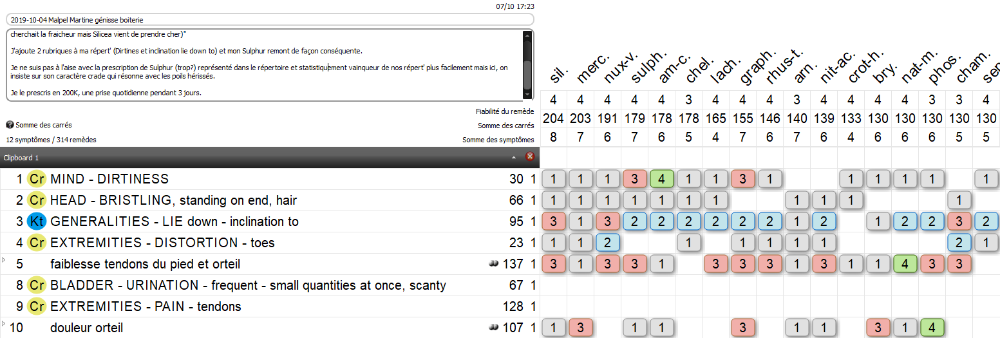 07/10 17:23
2019-10-04 Malpel Martine génisse boiterie
cherchait la fraicheur mais Silicea vient de prendre cher)"
J'ajoute 2 rubriques à ma répert' (Dirtines et inclination lie down to) et mon Sulphur remont de façon conséquente.
Je ne suis pas à l'aise avec la prescription de Sulphur (trop?) représenté dans le répertoire et statistiquement vainqueur de nos répert' plus facilement mais ici, on
insiste sur son caractère crade qui résonne avec les poils hérissés.
Je le prescris en 200K, une prise quotidienne pendant 3 jours.
sil. merc. nux-v. sulph. am-c. chel. lach. graph. rhus-t. arn. nit-ac. crot-h. bry. nat-m. phos. cham.
Fiabilité du remède 4 4 4 4 4 3 4 4 4 3 4 4 4 4 3 3 4
? Somme des carrés Somme des carrés 204 203 191 179 178 178 165 155 146 140 139 133 130 130 130 130 130
12 symptômes / 314 remèdes Somme des symptômes 8 7 6 7 6 5 4 7 6 7 6 4 6 6 6 5 5
Clipboard 1
1 Cr MIND - DIRTINESS 30 1 1 1 1 3 4 1 1 3 1 1 1 1 1 1
2 Cr HEAD - BRISTLING, standing on end, hair 66 1 1 1 1 1 1 1 1 1 1 1 1
3 Kt GENERALITIES - LIE down - inclination to 95 1 3 1 3 2 2 2 2 2 2 1 2 1 2 2 3 2
4 Cr EXTREMITIES - DISTORTION - toes 23 1 1 1 2 1 1 1 1 1 2 1
5 faiblesse tendons du pied et orteil 137 1 3 1 3 3 1 3 3 3 1 3 1 1 4 3 3
8 Cr BLADDER - URINATION - frequent - small quantities at once, scanty 67 1
9 Cr EXTREMITIES - PAIN - tendons 128 1
10 douleur orteil 107 1 1 3 1 1 3 1 1 3 1 4